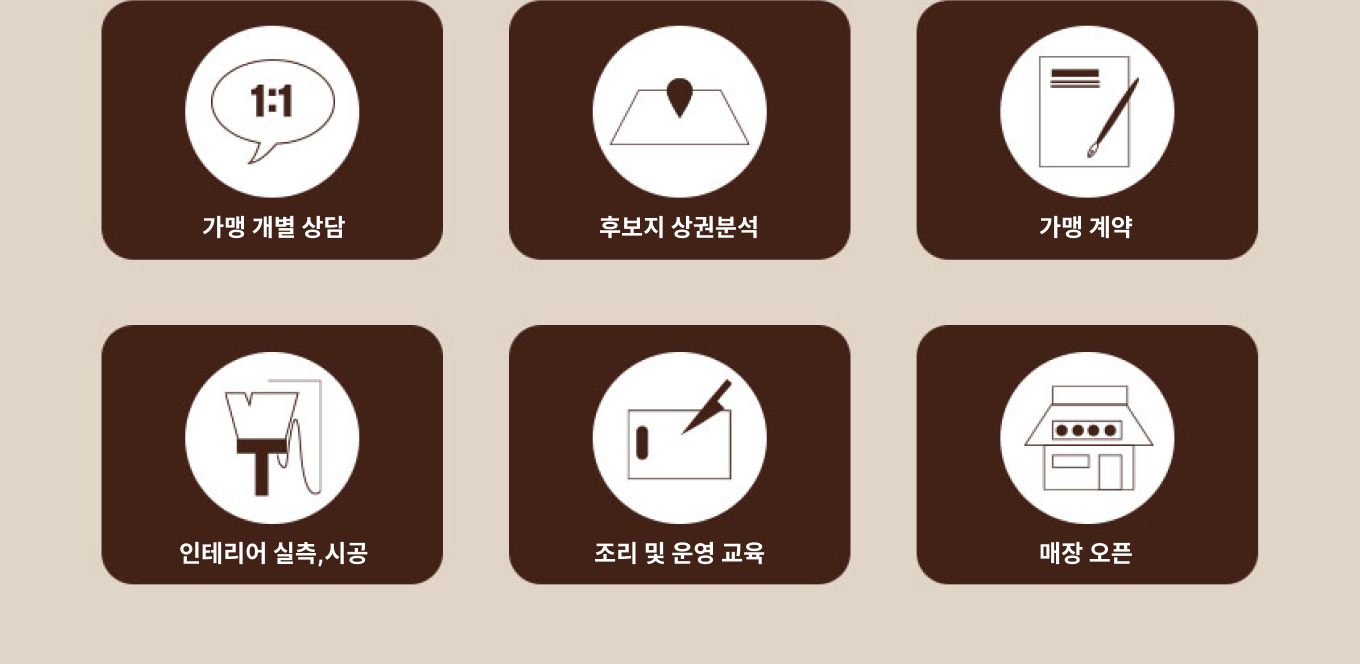 1:1
가맹 개별 상담
후보지 상권분석
가맹 계약
인테리어 실측,시공
조리 및 운영 교육
매장 오픈